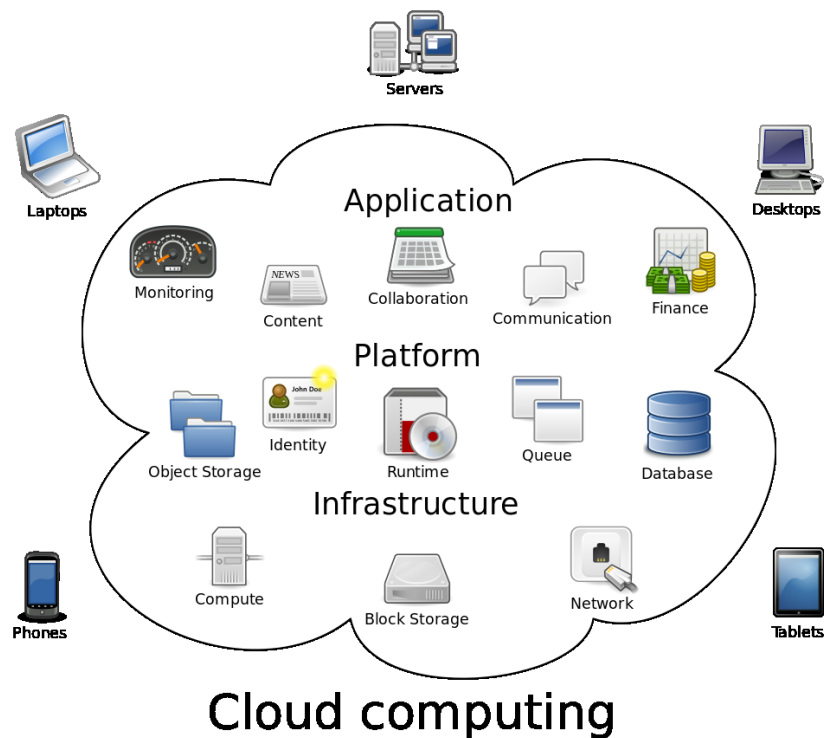 Servers
Laptops
Desktops
Application
Monitoring
NEWS
Content
Collaboration
Communication
Finance
Platform
Object Storage
John Doe
Identity
Runtime
Queue
Database
Infrastructure
Compute
Block Storage
Network
Phones
Tablets
Cloud computing